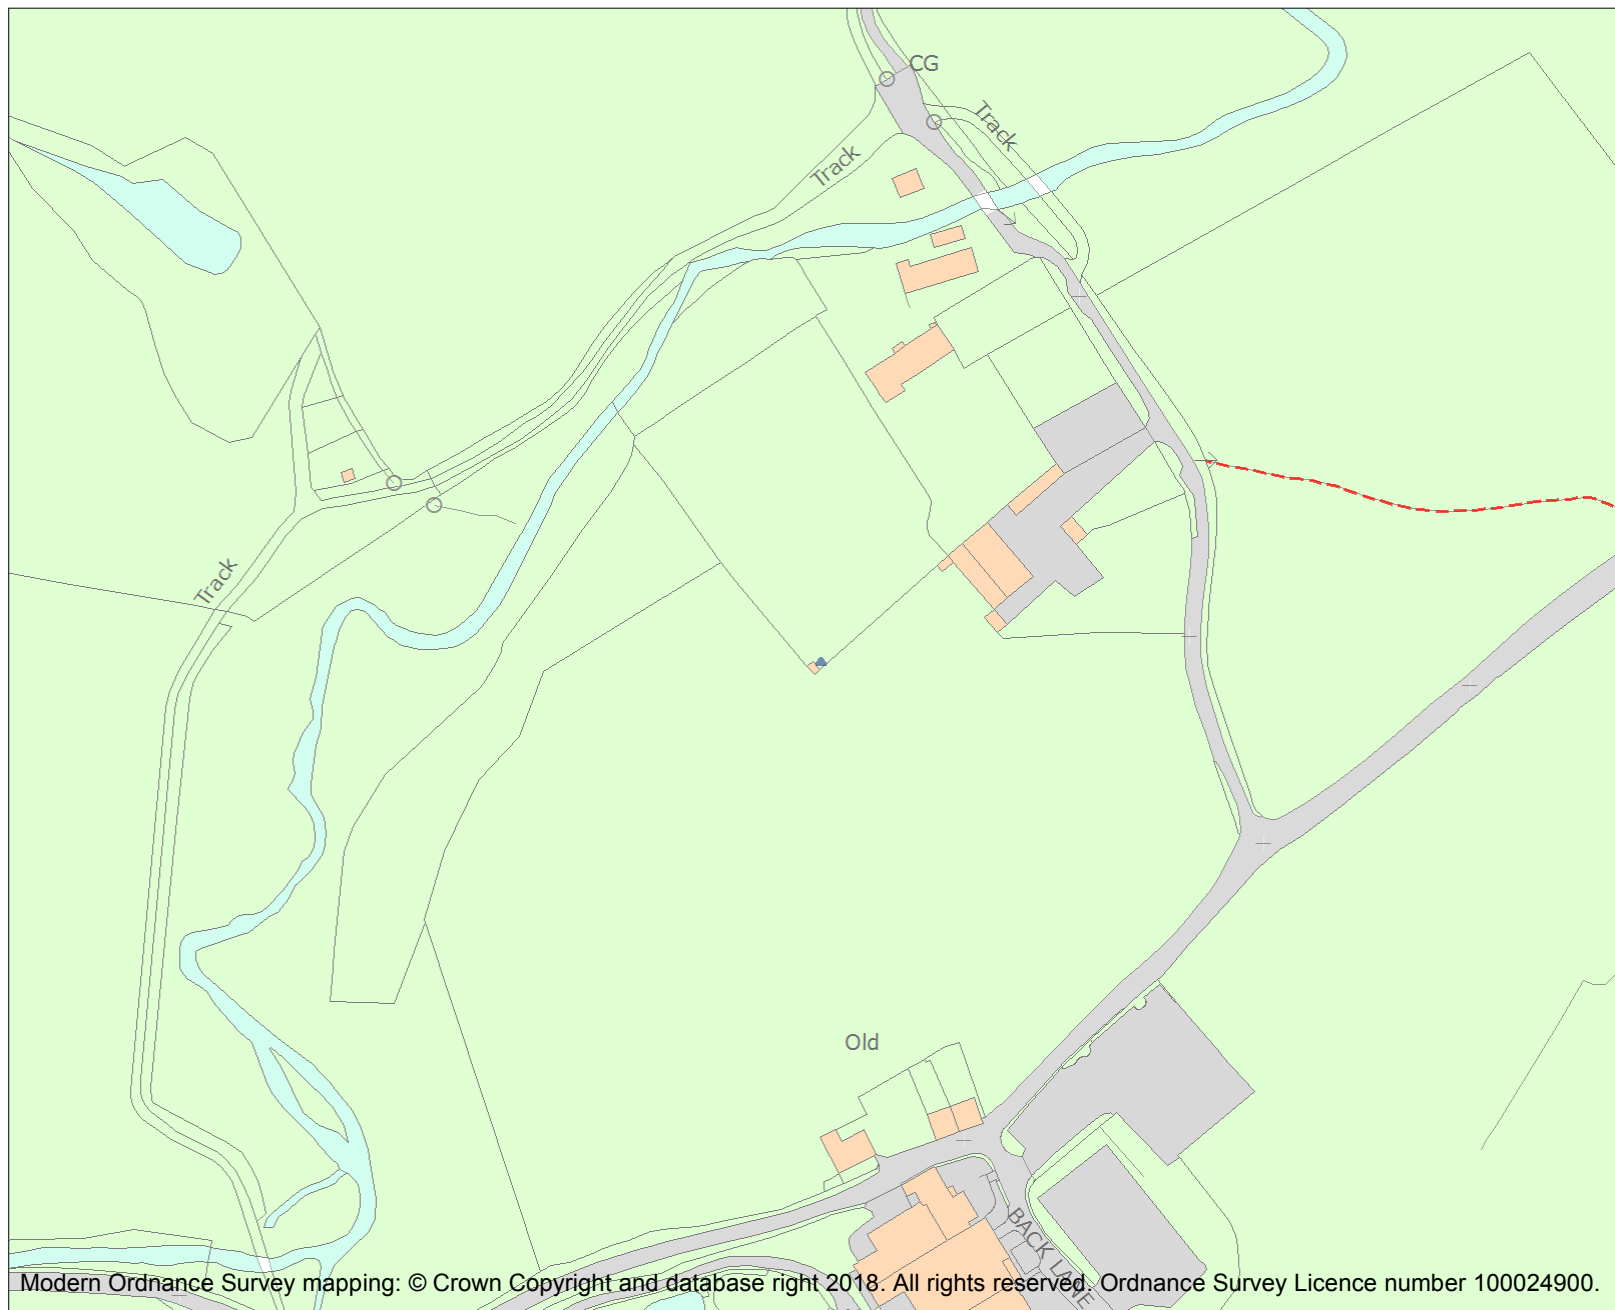 CG
Track
Track
Track
Old
BACK LANE
Modern Ordnance Survey mapping: © Crown Copyright and database right 2018. All rights reserved. Ordnance Survey Licence number 100024900.